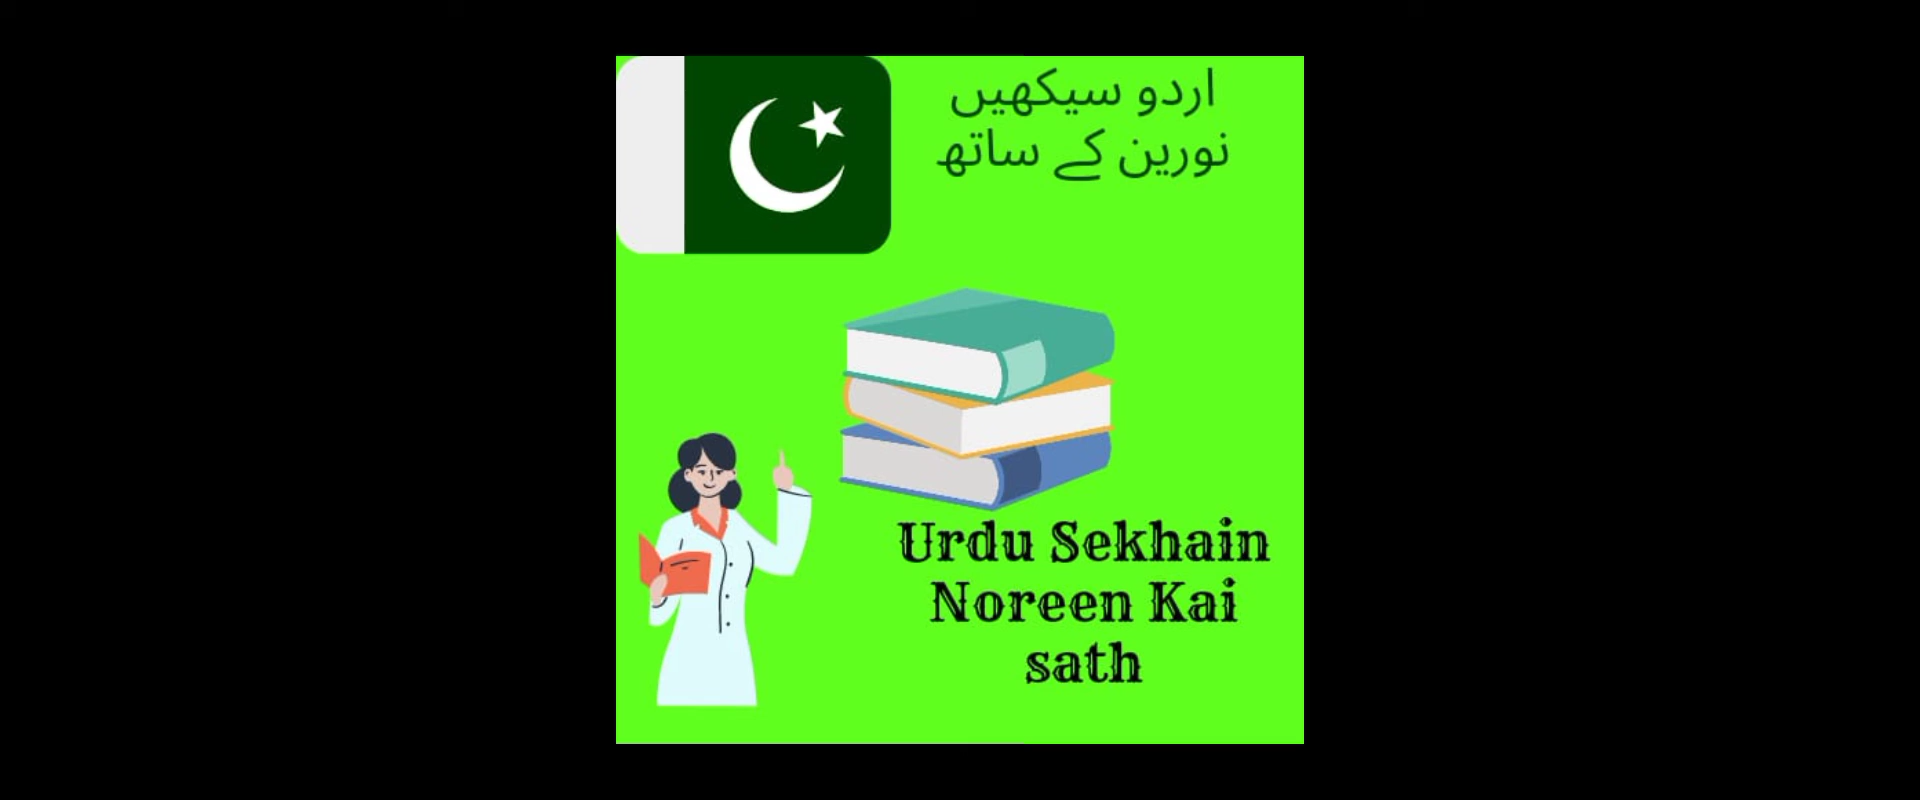 اردو سیکھیں
نورین کے ساتھ
Urdu Sekhain
Noreen Kai
sath